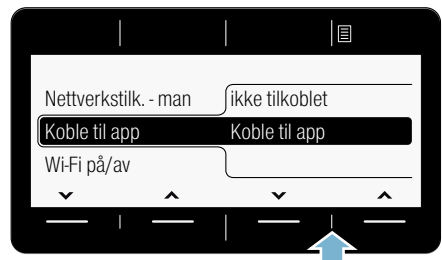 Nettverkstilk. - man ikke tilkoblet
Koble til app Koble til app
Wi-Fi på/av